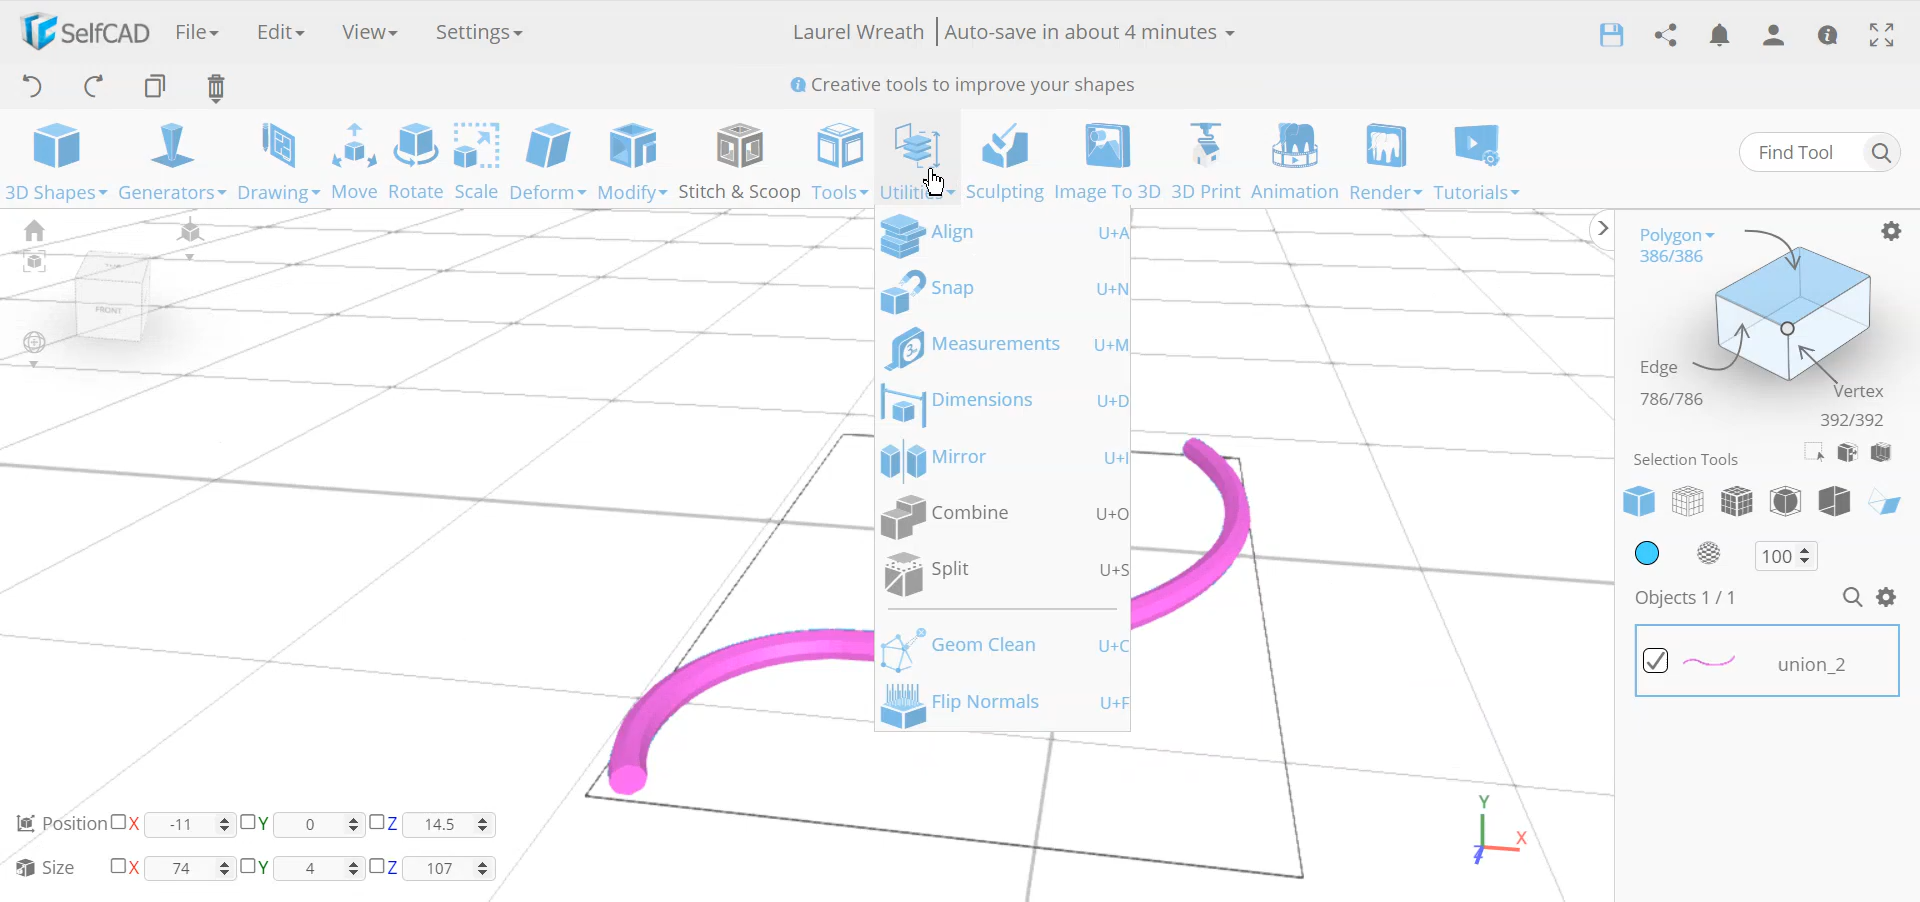 SelfCAD File Edit View Settings Laurel Wreath Auto-save in about 4 minutes
Creative tools to improve your shapes
3D Shapes Generators Drawing Move Rotate Scale Deform Modify Stitch & Scoop Tools Utilities Sculpting Image To 3D 3D Print Animation Render Tutorials
Find Tool
Align U+A
Snap U+N
Measurements U+M
Dimensions U+D
Mirror U+I
Combine U+O
Split U+S
Geom Clean U+C
Flip Normals U+F
FRONT
Polygon
386/386
Edge
786/786
Vertex
392/392
Selection Tools
100
Objects 1 / 1
union_2
Position X -11 Y 0 Z 14.5
Size X 74 Y 4 Z 107
Y
X
Z